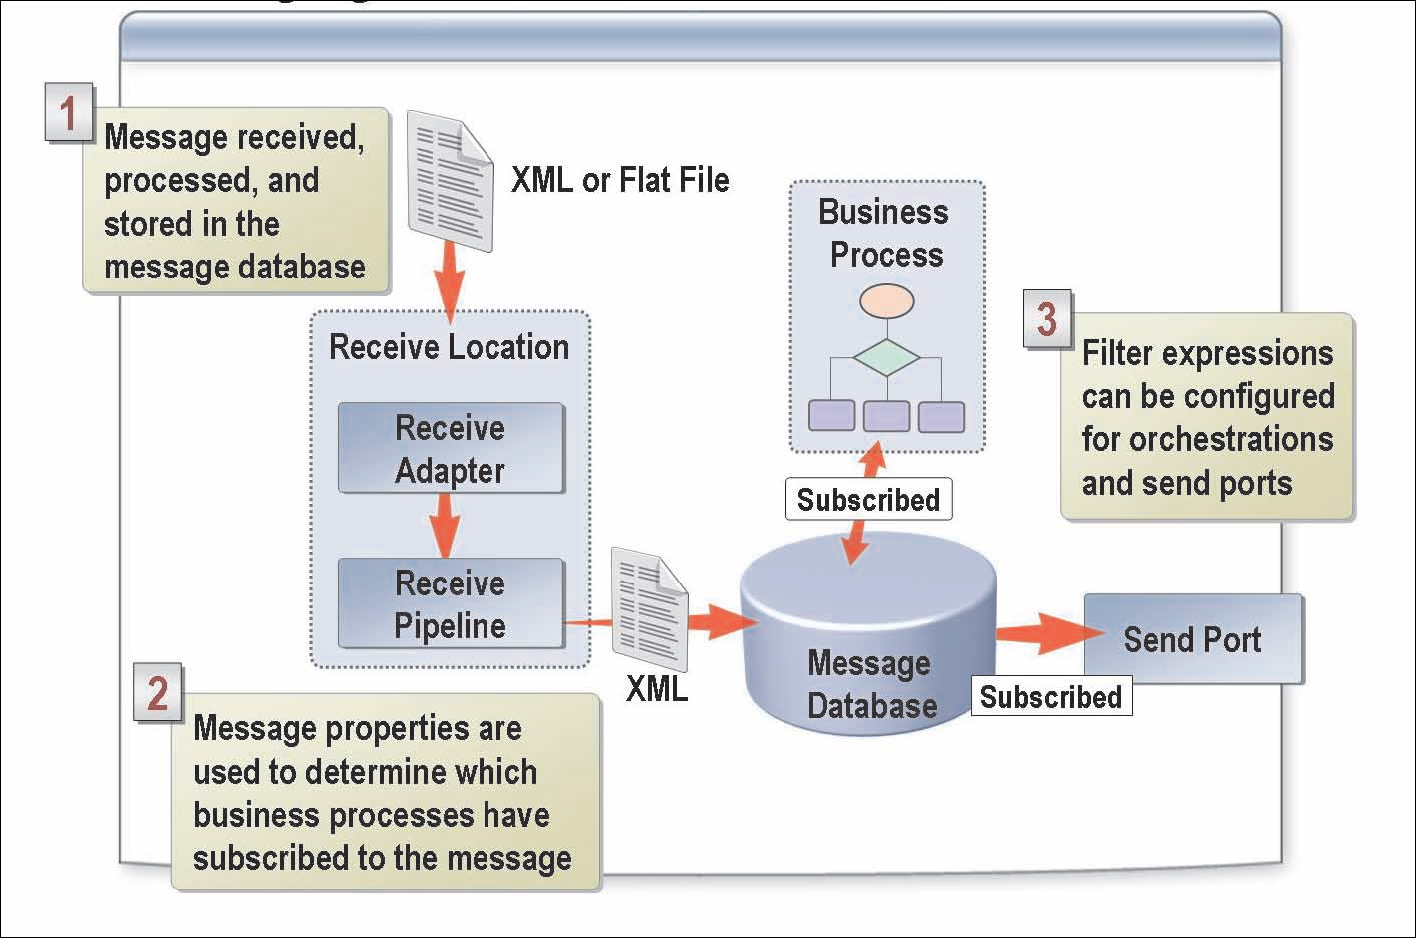 1
Message received,
processed, and
stored in the
message database
XML or Flat File
Receive Location
Receive
Adapter
Receive
Pipeline
XML
2
Message properties are
used to determine which
business processes have
subscribed to the message
Business
Process
Subscribed
Message
Database
3
Filter expressions
can be configured
for orchestrations
and send ports
Send Port
Subscribed